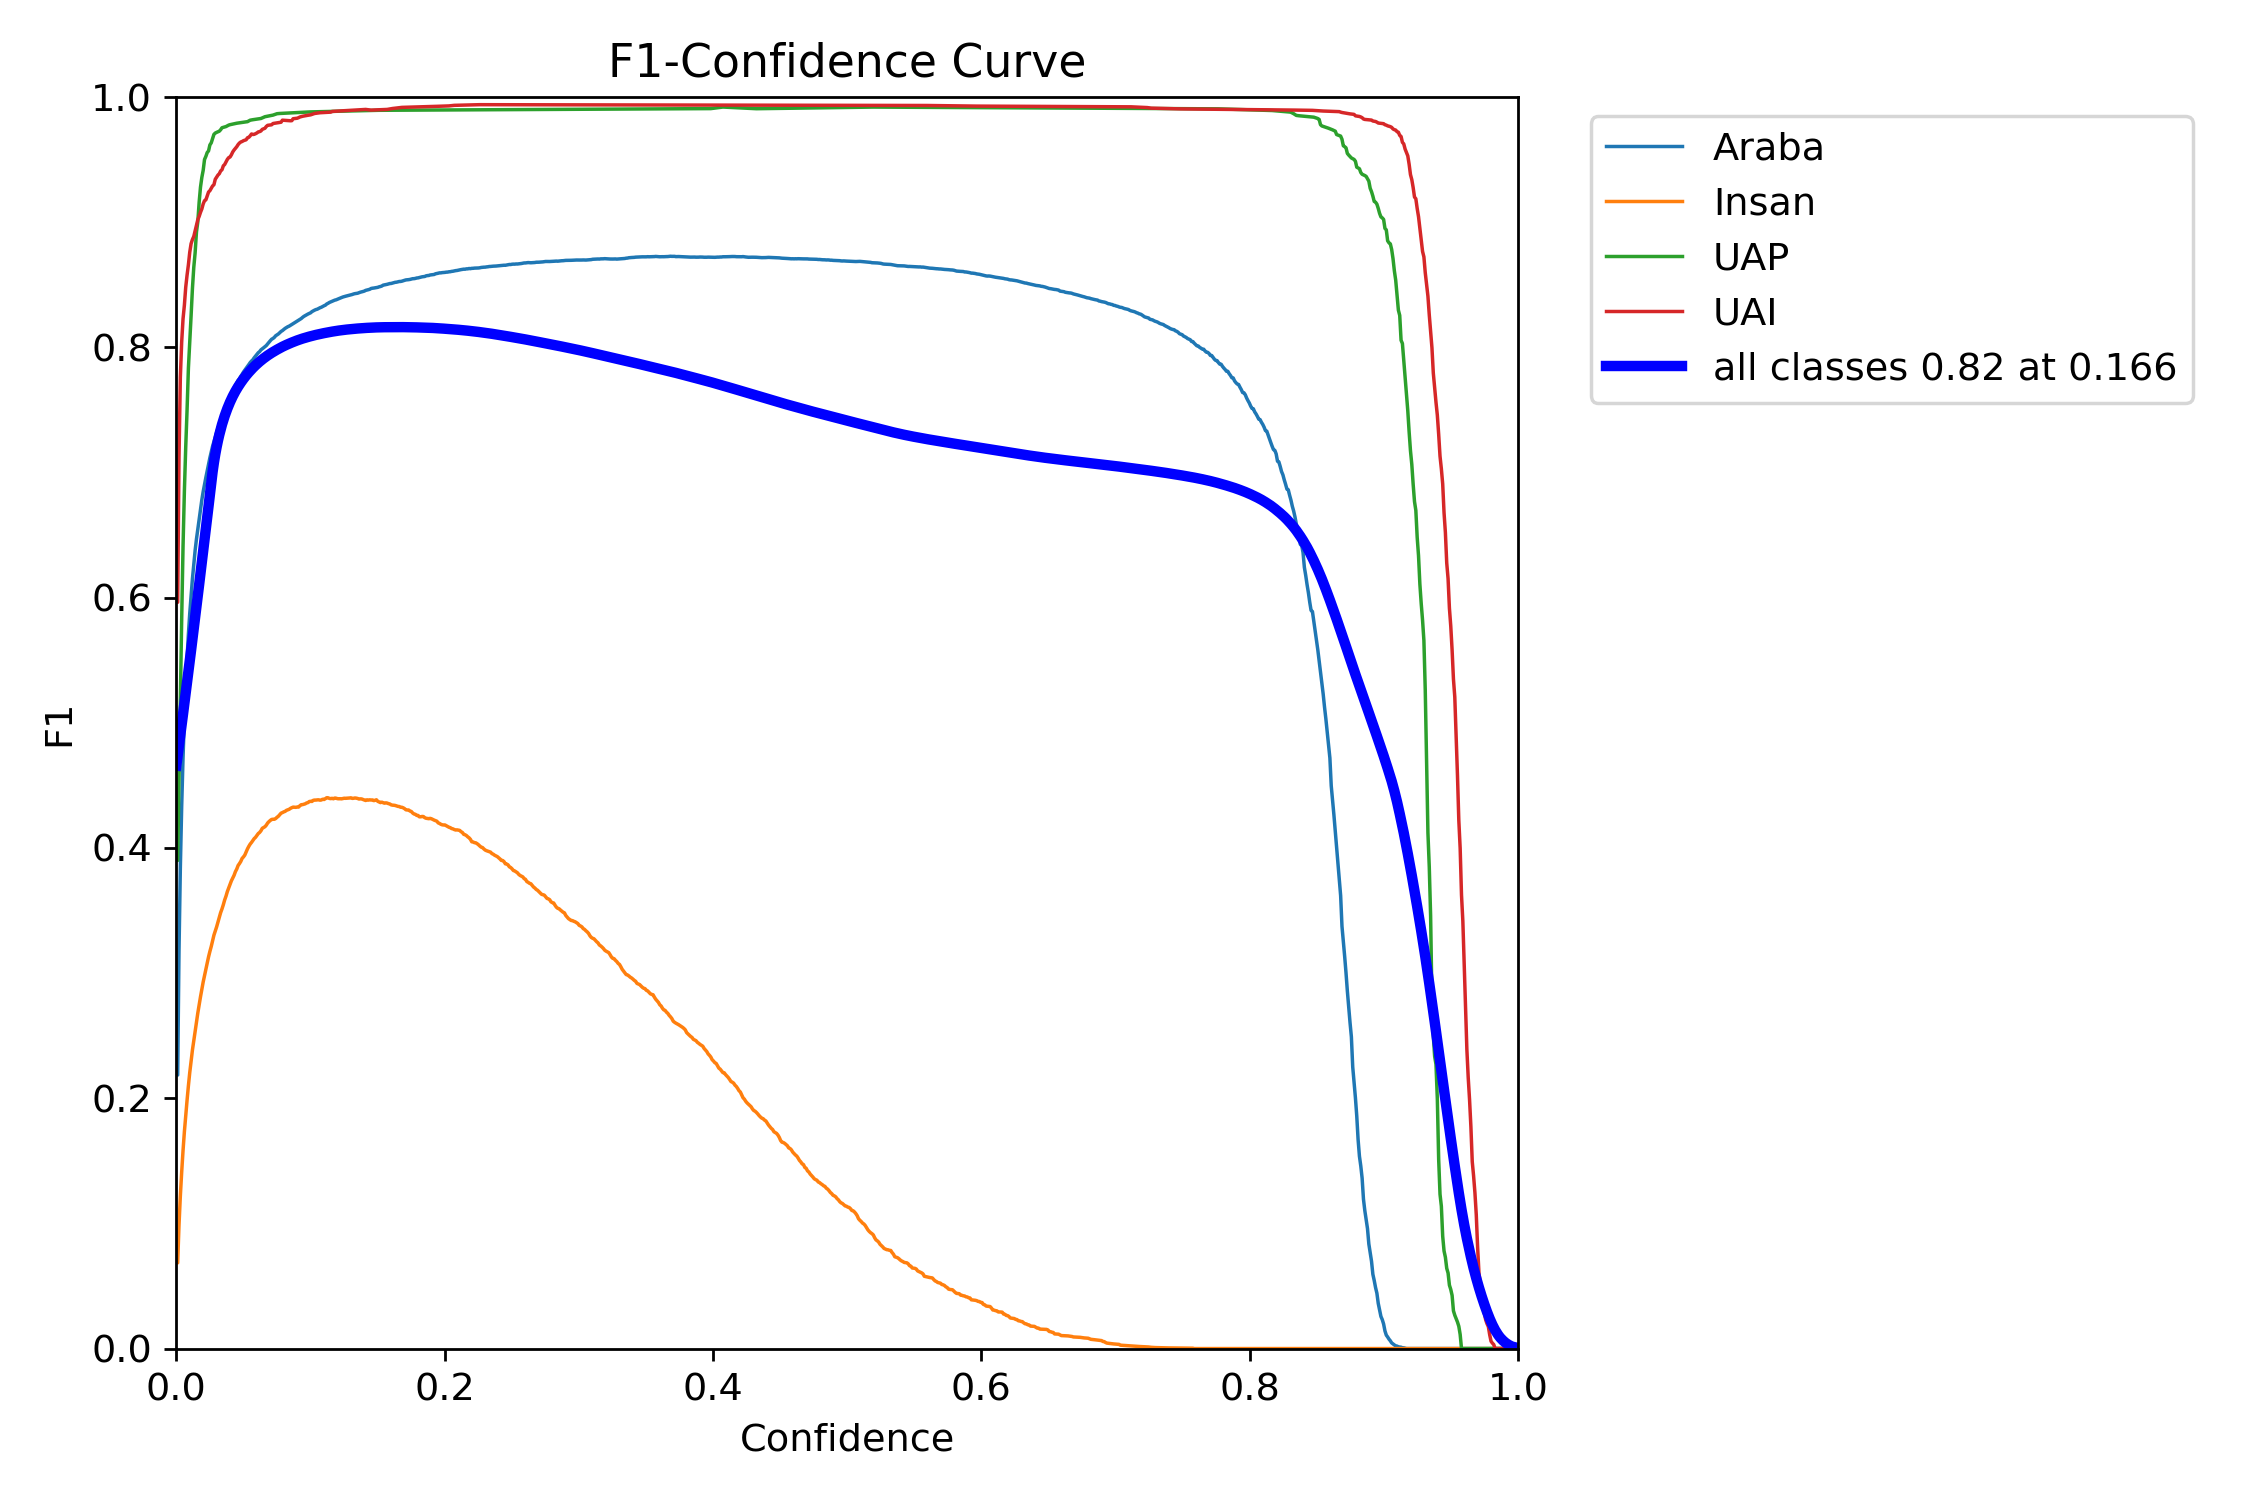 F1-Confidence Curve
1.0
0.8
0.6
0.4
0.2
0.0
F1
0.0 0.2 0.4 0.6 0.8 1.0
Confidence
Araba
Insan
UAP
UAI
all classes 0.82 at 0.166